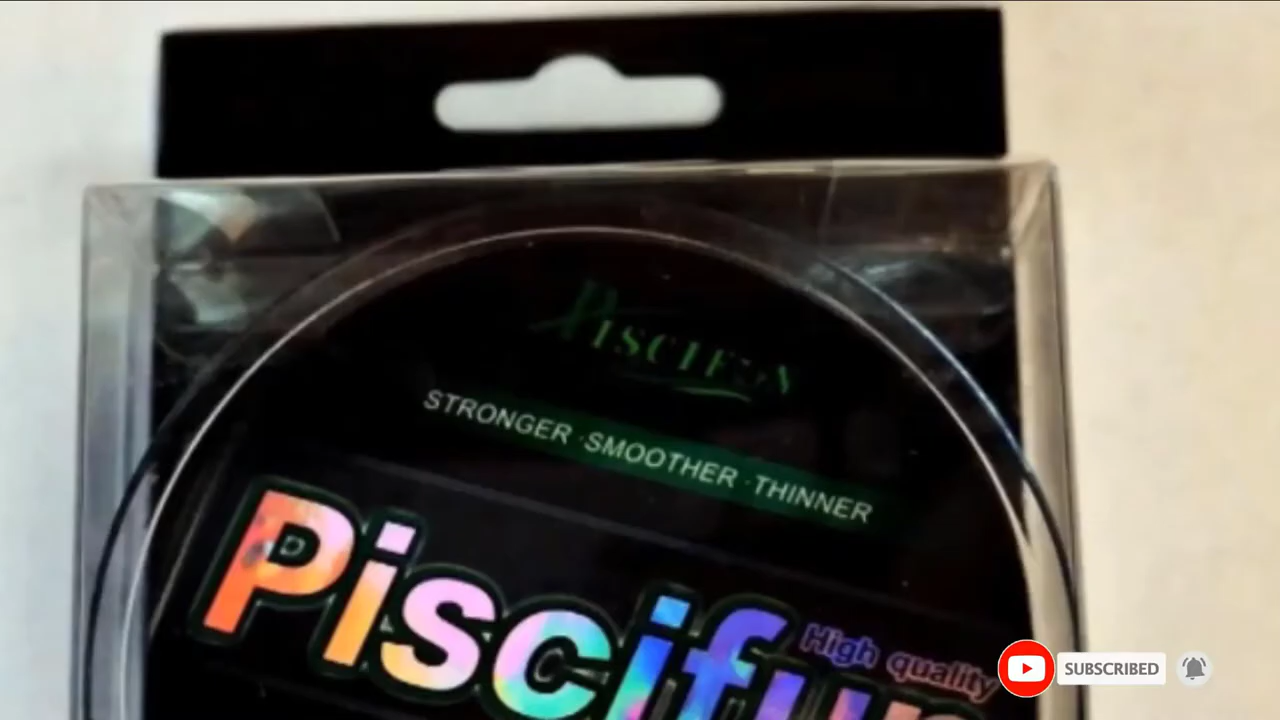 PISCIFUN
STRONGER · SMOOTHER · THINNER
Piscifun
High quality
SUBSCRIBED